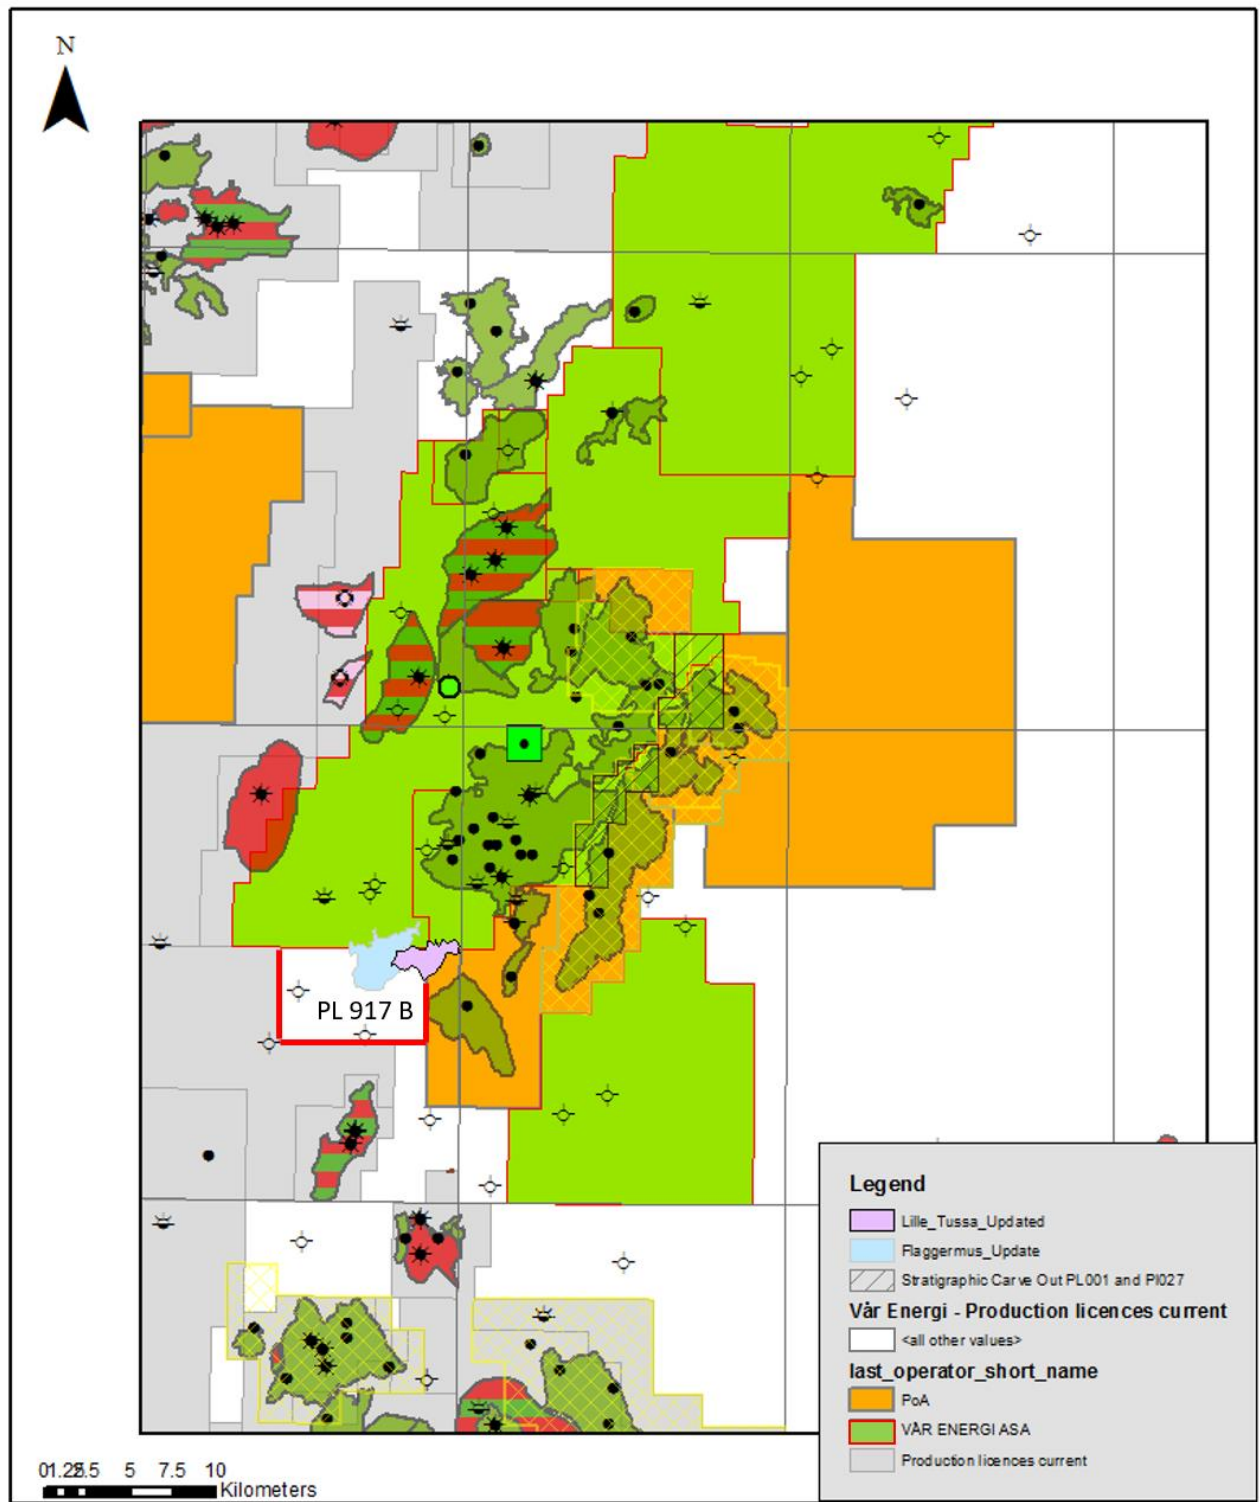 N
PL 917 B
Legend
Lille_Tussa_Updated
Flaggermus_Update
Stratigraphic Carve Out PL001 and Pl027
Vår Energi - Production licences current
<all other values>
last_operator_short_name
PoA
VÅR ENERGI ASA
Production licences current
5 7.5 10
Kilometers